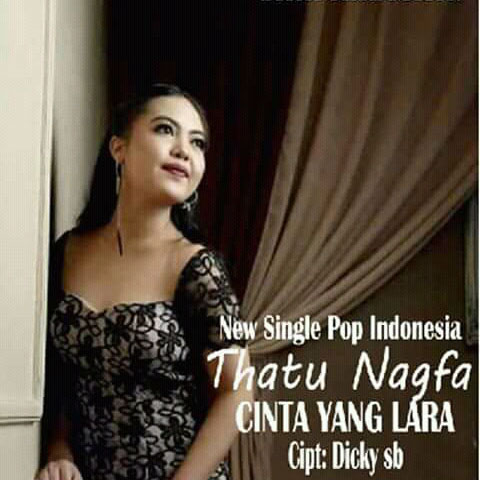 New Single Pop Indonesia
Thatu Nagfa
CINTA YANG LARA
Cipt: Dicky sb